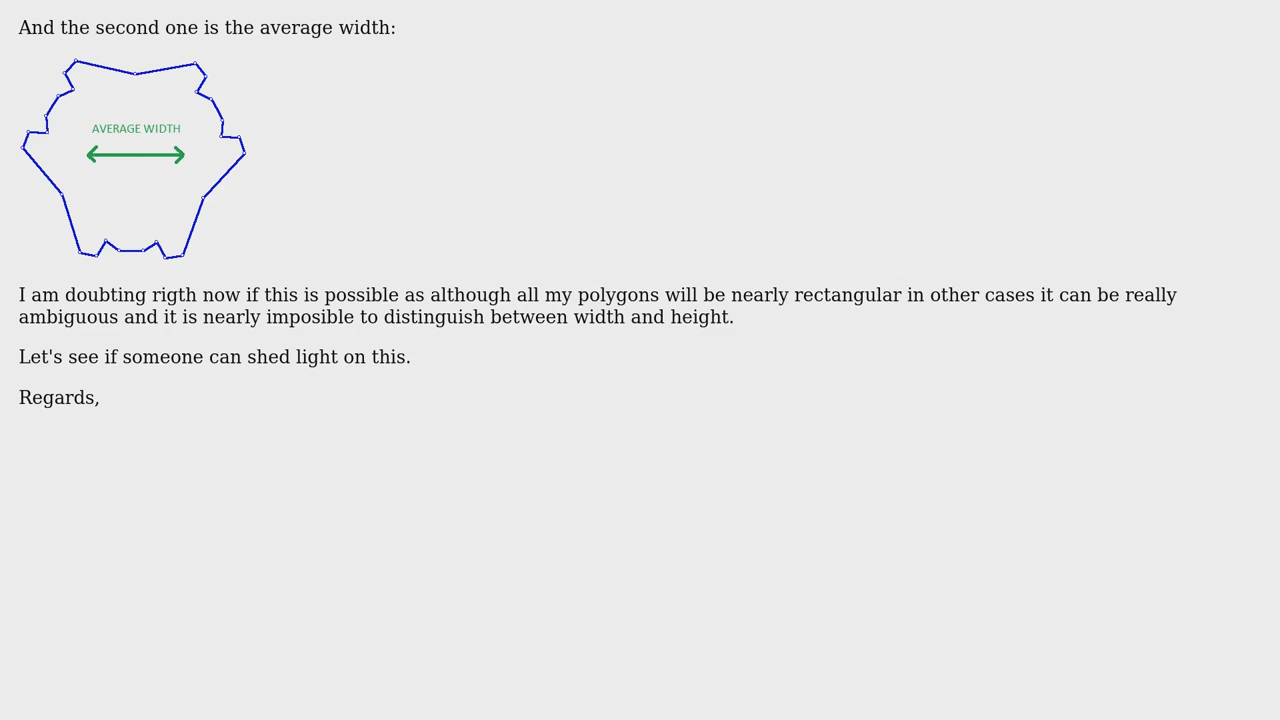 And the second one is the average width:
AVERAGE WIDTH
I am doubting rigth now if this is possible as although all my polygons will be nearly rectangular in other cases it can be really
ambiguous and it is nearly imposible to distinguish between width and height.
Let's see if someone can shed light on this.
Regards,